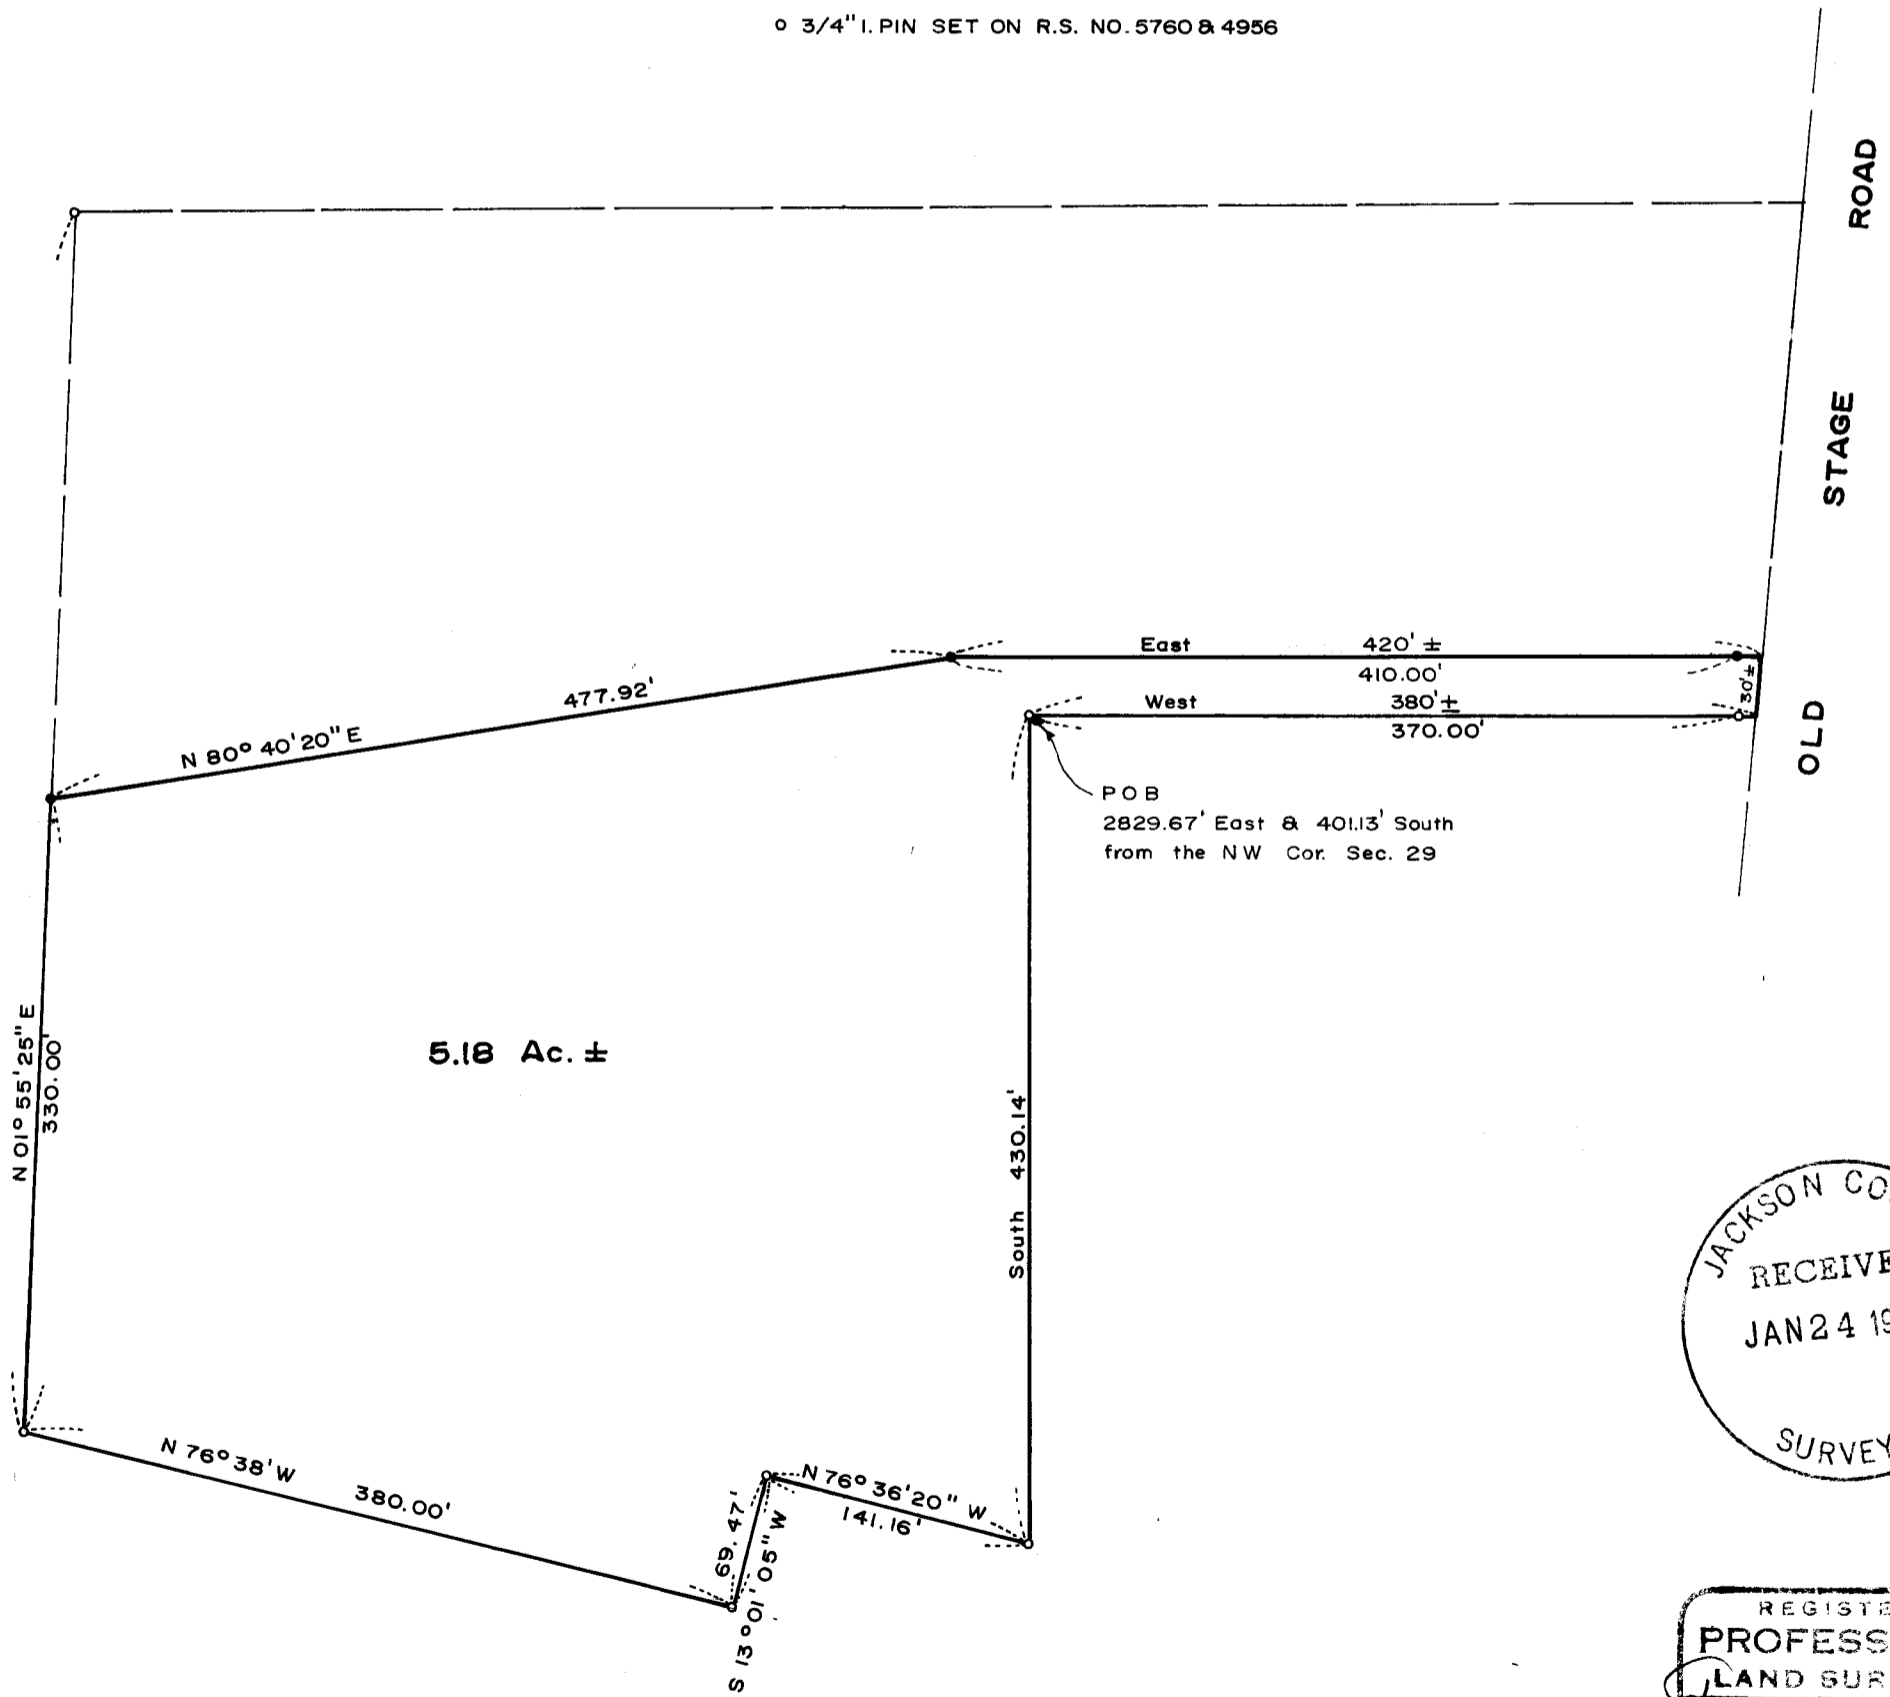 o 3/4" I. PIN SET ON R.S. NO. 5760 & 4956
ROAD
STAGE
OLD
East 420' ±
410.00'
West 380' ±
370.00'
30' ±
477.92'
N 80° 40' 20" E
P O B
2829.67' East & 401.13' South
from the NW Cor. Sec. 29
N 01° 55' 25" E
330.00'
5.18 Ac. ±
South 430.14'
N 76° 38' W
380.00'
69.47'
S 13° 01' 05" W
N 76° 36' 20" W
141.16'
JACKSON CO
RECEIVE
JAN 24 19
SURVEY
REGISTE
PROFESS
LAND SUR